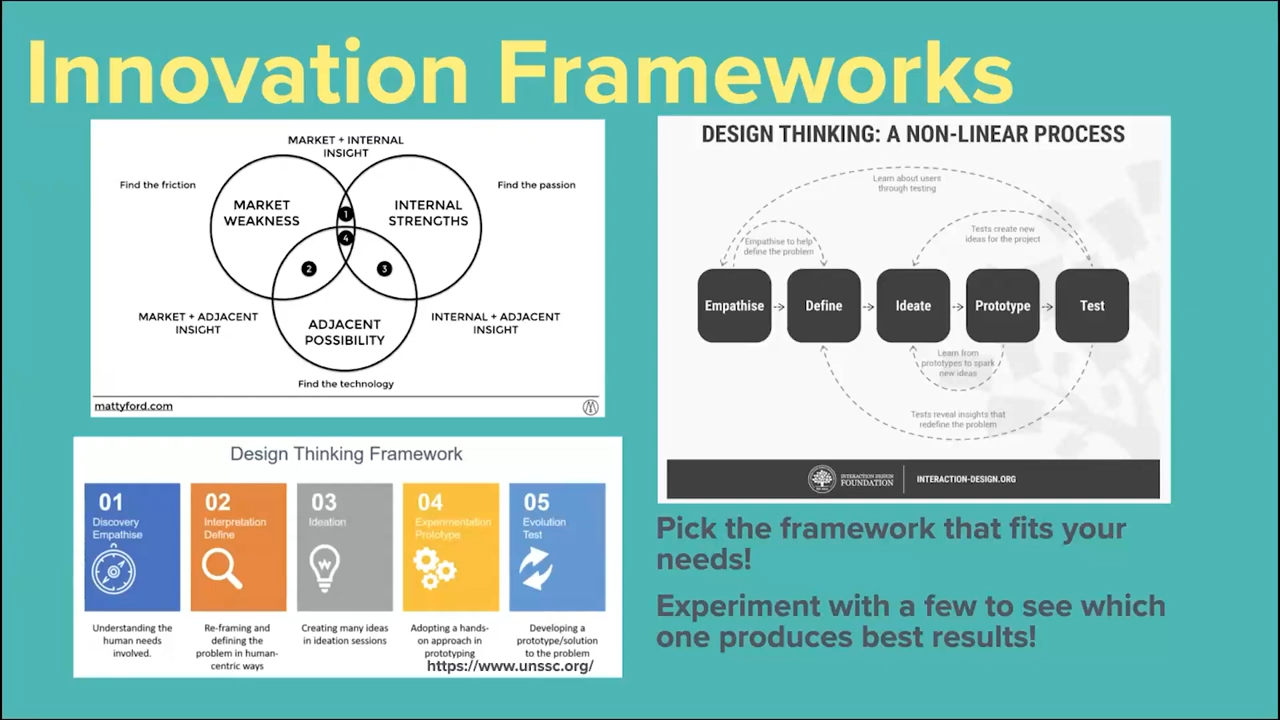 Innovation Frameworks
MARKET + INTERNAL
INSIGHT
Find the friction
Find the passion
MARKET
WEAKNESS
INTERNAL
STRENGTHS
1
4
2
3
MARKET + ADJACENT
INSIGHT
INTERNAL + ADJACENT
INSIGHT
ADJACENT
POSSIBILITY
Find the technology
mattyford.com
DESIGN THINKING: A NON-LINEAR PROCESS
Learn about users
through testing
Tests create new
ideas for the project
Empathise to help
define the problem
Empathise
Define
Ideate
Prototype
Test
Learn from
prototypes to spark
new ideas
Tests reveal insights that
redefine the problem
INTERACTION DESIGN
FOUNDATION
INTERACTION-DESIGN.ORG
Design Thinking Framework
01
Discovery
Empathise
Understanding the
human needs
involved.
02
Interpretation
Define
Re-framing and
defining the
problem in human-
centric ways
03
Ideation
Creating many ideas
in ideation sessions
04
Experimentation
Prototype
Adopting a hands-
on approach in
prototyping
05
Evolution
Test
Developing a
prototype/solution
to the problem
https://www.unssc.org/
Pick the framework that fits your
needs!
Experiment with a few to see which
one produces best results!